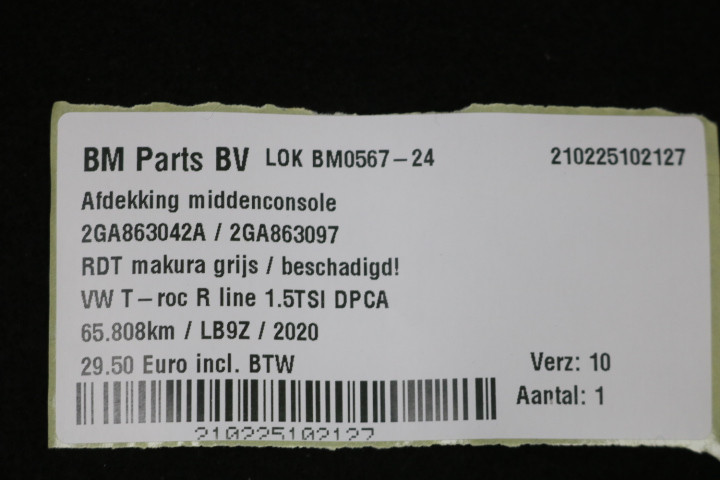 BM Parts BV LOK BM0567-24 210225102127
Afdekking middenconsole
2GA863042A / 2GA863097
RDT makura grijs / beschadigd!
VW T-roc R line 1.5TSI DPCA
65.808km / LB9Z / 2020
29.50 Euro incl. BTW Verz: 10
Aantal: 1
210225102127